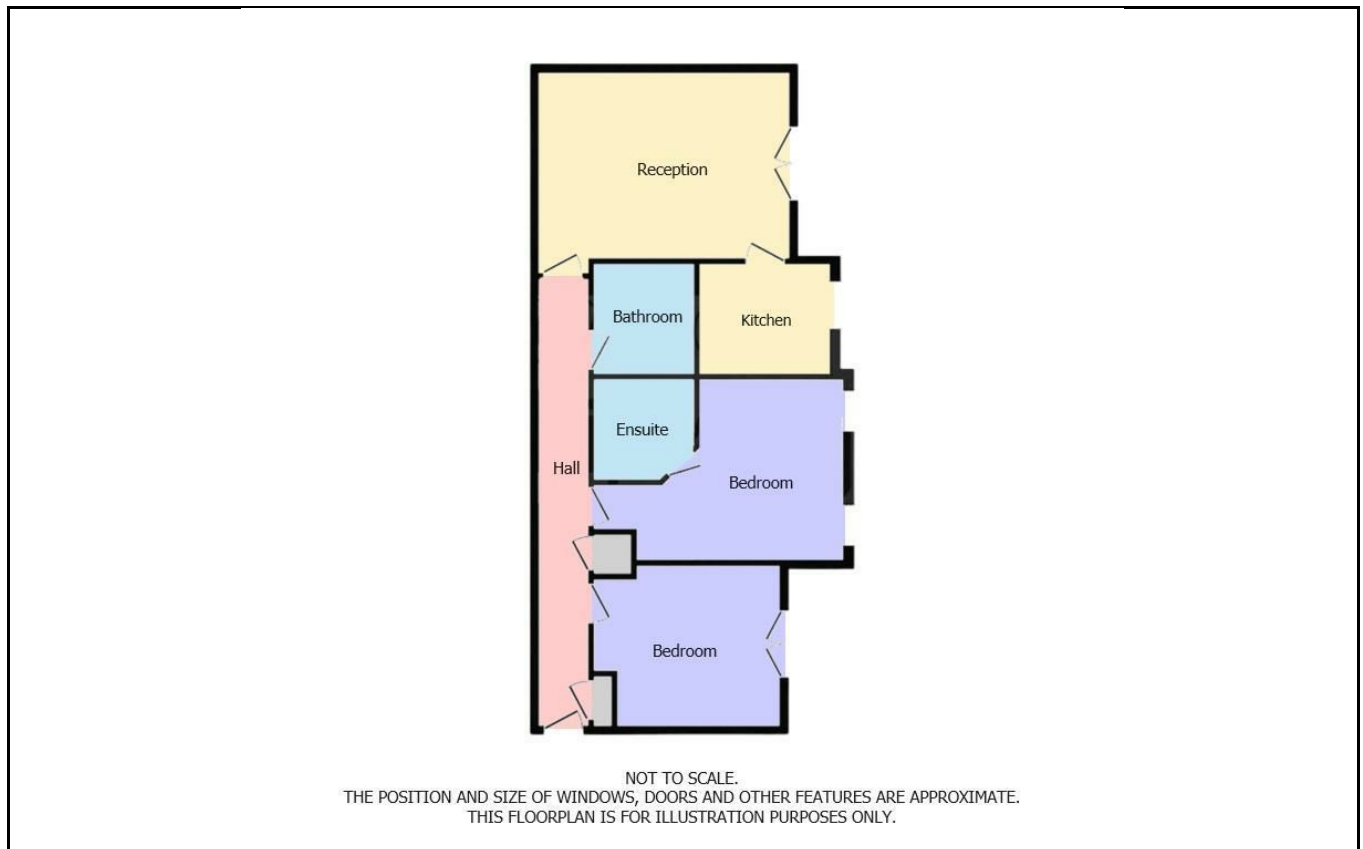 Reception
Bathroom
Kitchen
Ensuite
Hall
Bedroom
Bedroom
NOT TO SCALE.
THE POSITION AND SIZE OF WINDOWS, DOORS AND OTHER FEATURES ARE APPROXIMATE.
THIS FLOORPLAN IS FOR ILLUSTRATION PURPOSES ONLY.